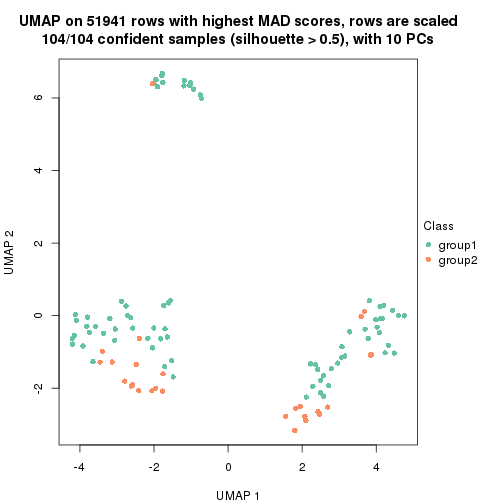 UMAP on 51941 rows with highest MAD scores, rows are scaled
104/104 confident samples (silhouette > 0.5), with 10 PCs
6
4
2
0
-2
UMAP 2
-4
-2
0
2
4
UMAP 1
Class
group1
group2